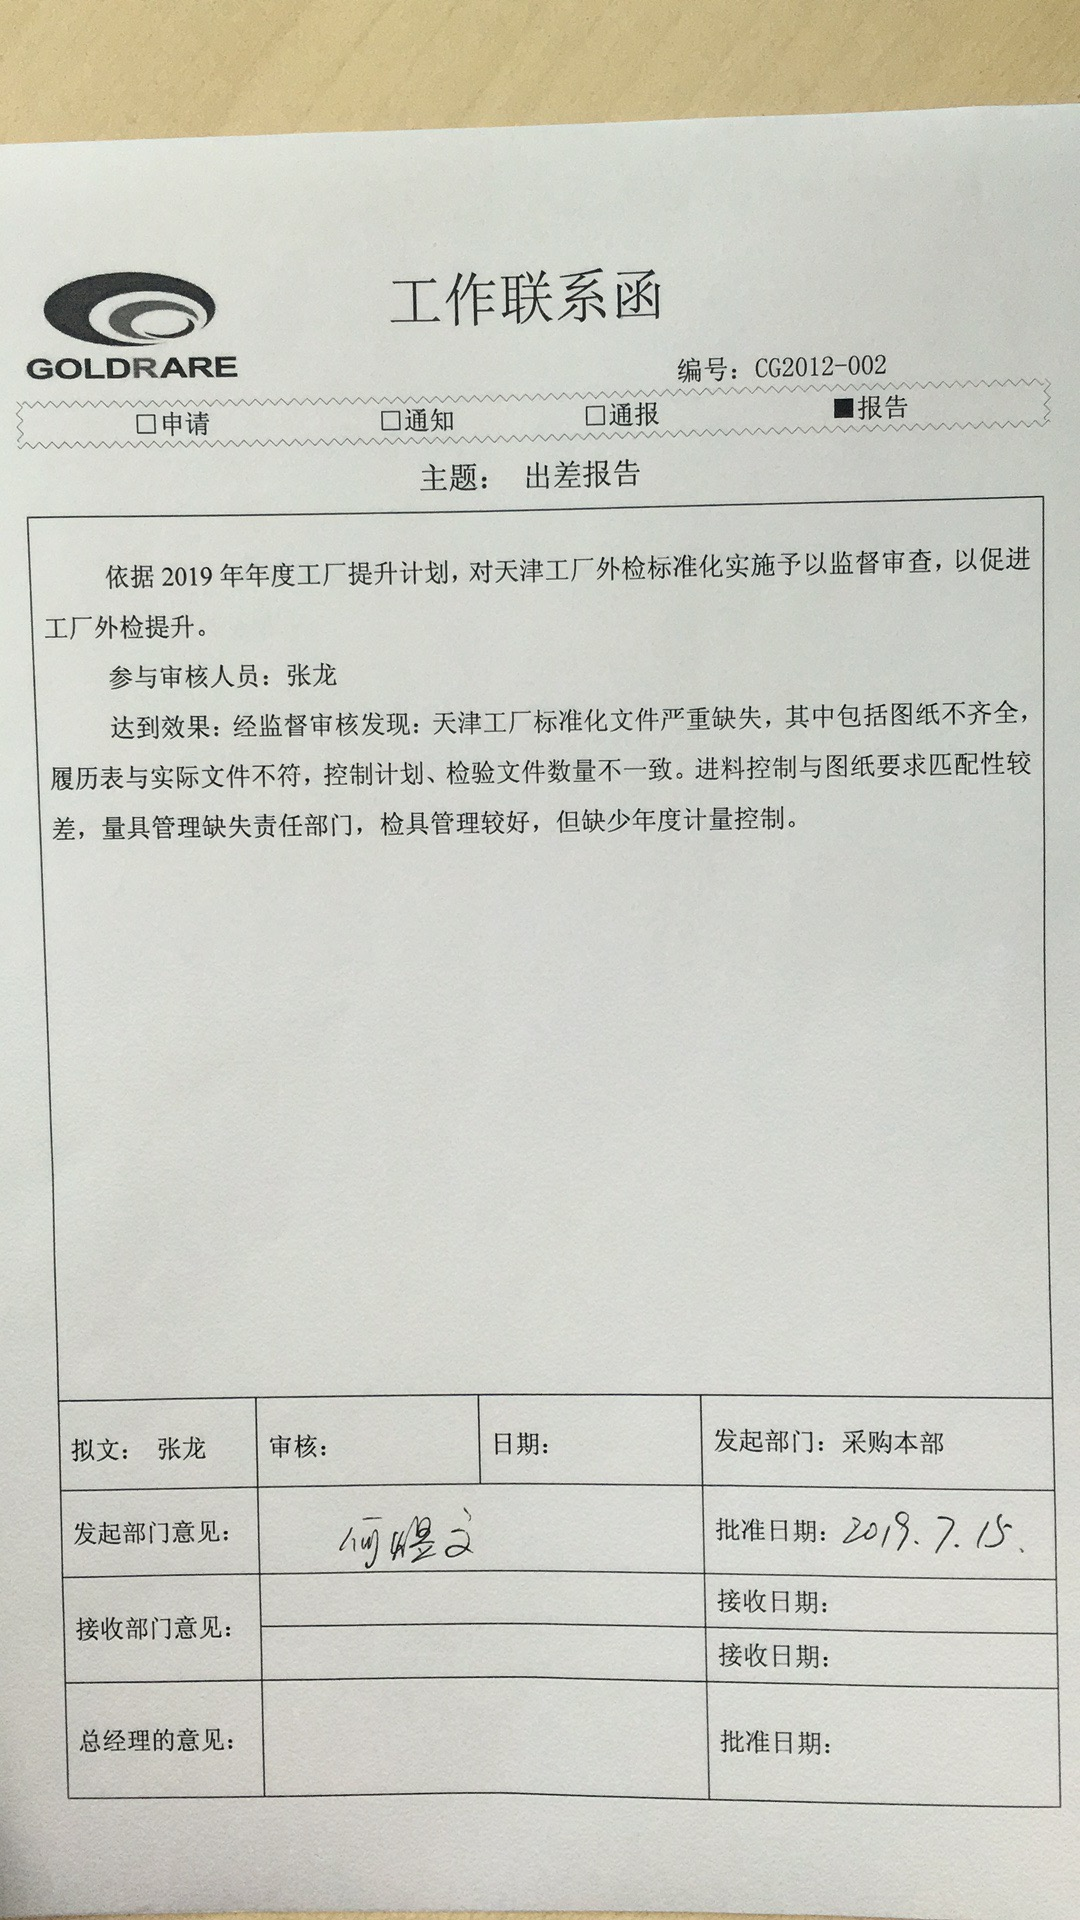 工作联系函
GOLDRARE
编号：CG2012-002
□申请 □通知 □通报 ■报告
主题： 出差报告
依据 2019 年年度工厂提升计划，对天津工厂外检标准化实施予以监督审查，以促进
工厂外检提升。
参与审核人员：张龙
达到效果：经监督审核发现：天津工厂标准化文件严重缺失，其中包括图纸不齐全，
履历表与实际文件不符，控制计划、检验文件数量不一致。进料控制与图纸要求匹配性较
差，量具管理缺失责任部门，检具管理较好，但缺少年度计量控制。
拟文： 张龙 审核： 日期： 发起部门：采购本部
发起部门意见： 何煜文 批准日期：2019.7.15.
接收部门意见： 接收日期：
接收日期：
总经理的意见： 批准日期：